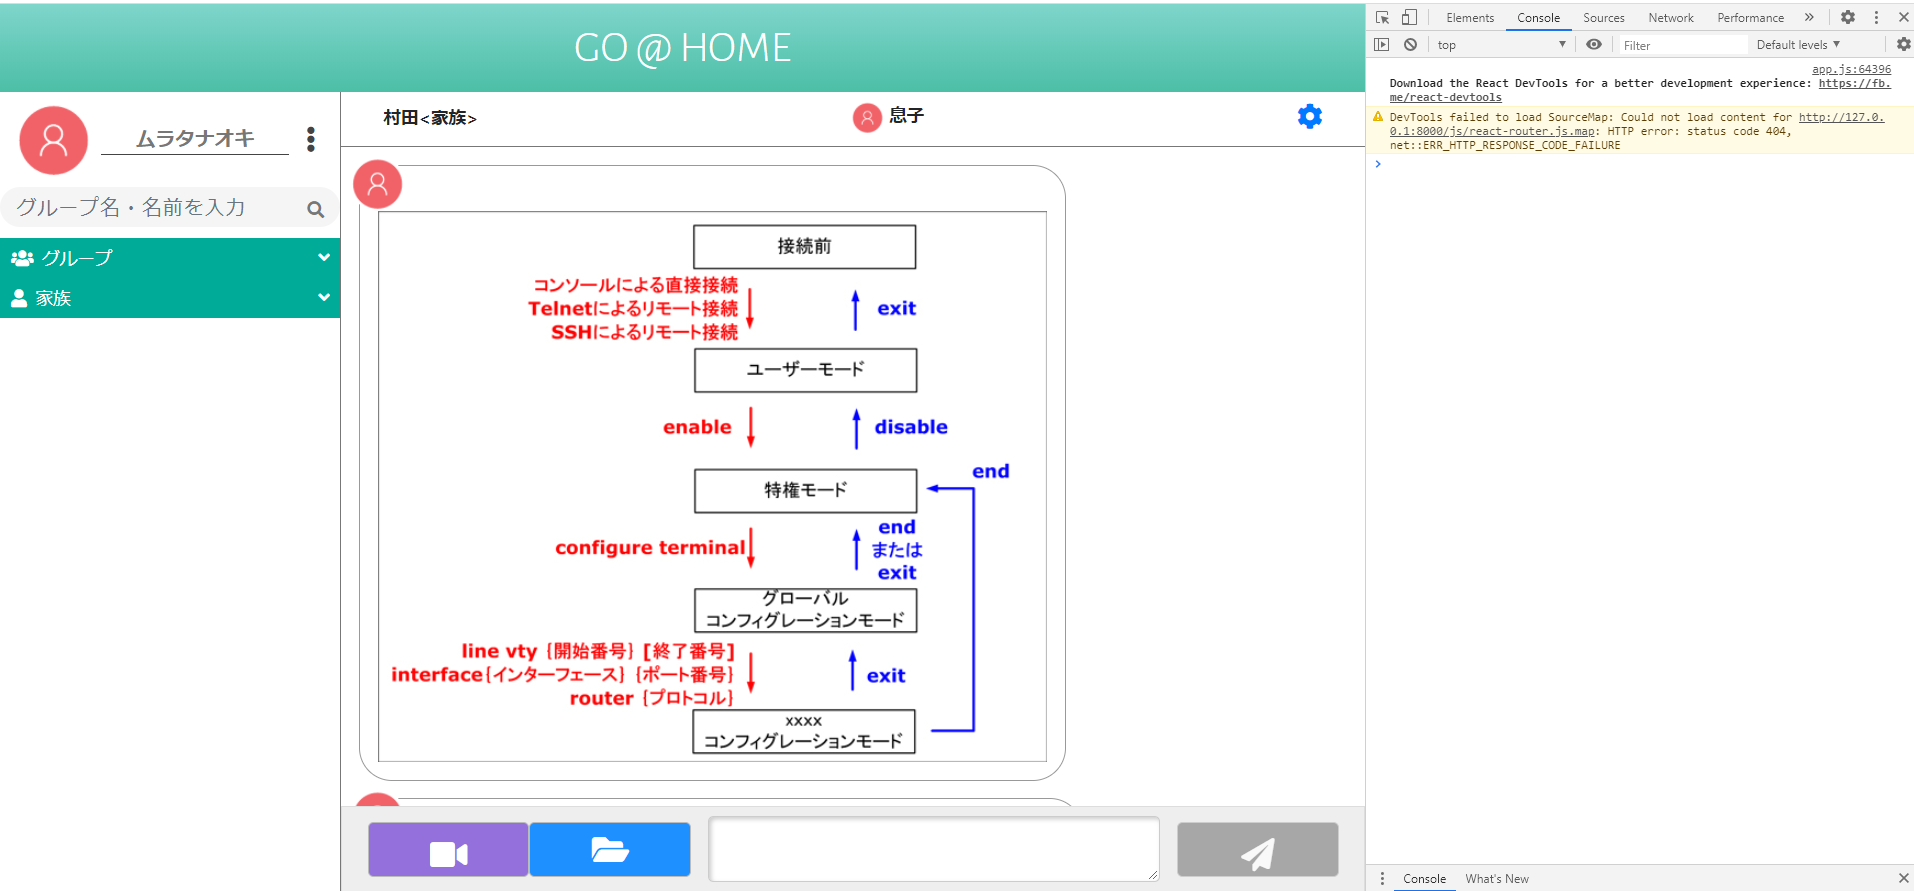 GO @ HOME
ムラタナオキ
グループ名・名前を入力
グループ
家族
村田<家族>
息子
接続前
コンソールによる直接接続
Telnetによるリモート接続
SSHによるリモート接続
exit
ユーザーモード
enable
disable
特権モード
end
configure terminal
end
または
exit
グローバル
コンフィグレーションモード
line vty {開始番号} [終了番号]
interface{インターフェース} {ポート番号}
router {プロトコル}
exit
xxxx
コンフィグレーションモード
Elements Console Sources Network Performance »
top Filter Default levels
app.js:64396
Download the React DevTools for a better development experience: https://fb.
me/react-devtools
DevTools failed to load SourceMap: Could not load content for http://127.0.
0.1:8000/js/react-router.js.map: HTTP error: status code 404,
net::ERR_HTTP_RESPONSE_CODE_FAILURE
Console What's New